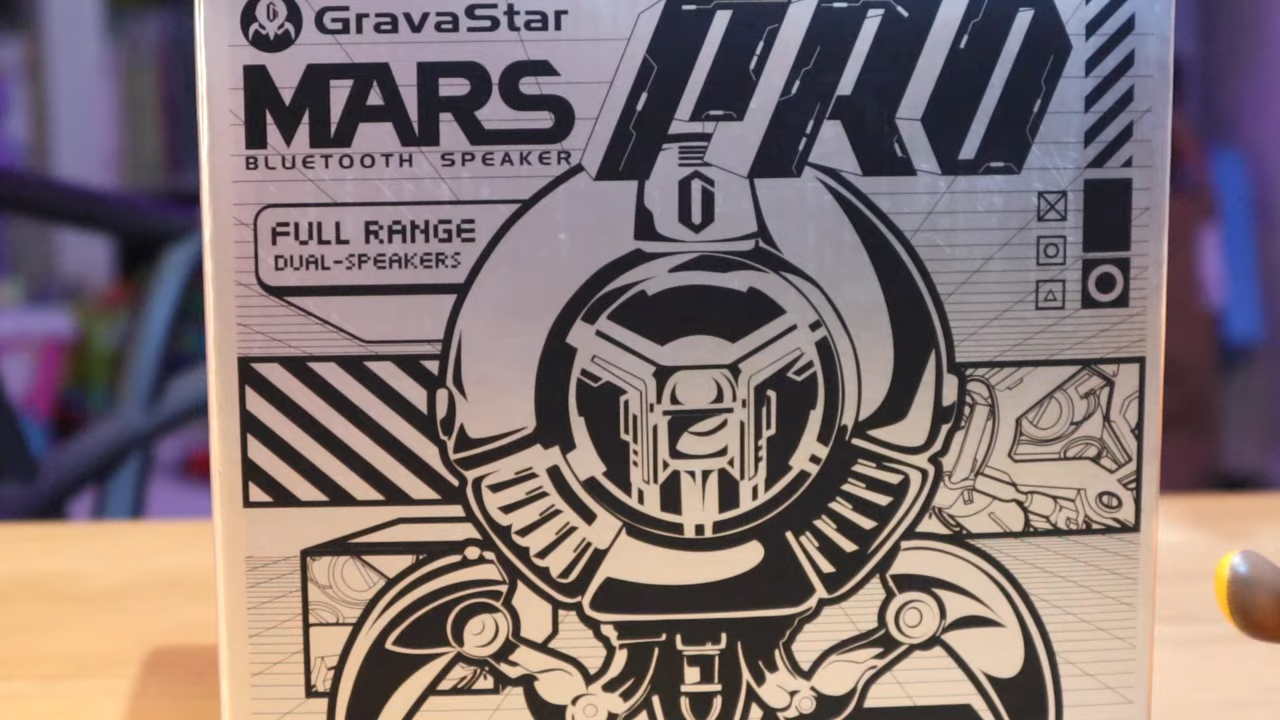 GravaStar
MARS
PRO
BLUETOOTH SPEAKER
FULL RANGE
DUAL-SPEAKERS